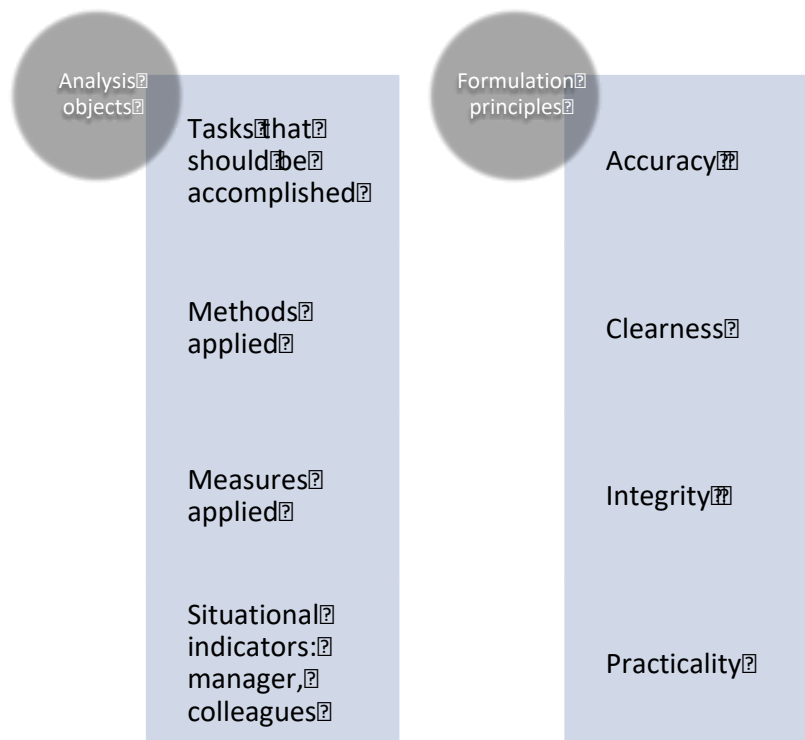 Analysis
objects
Tasks that
should be
accomplished
Methods
applied
Measures
applied
Situational
indicators:
manager,
colleagues
Formulation
principles
Accuracy
Clearness
Integrity
Practicality